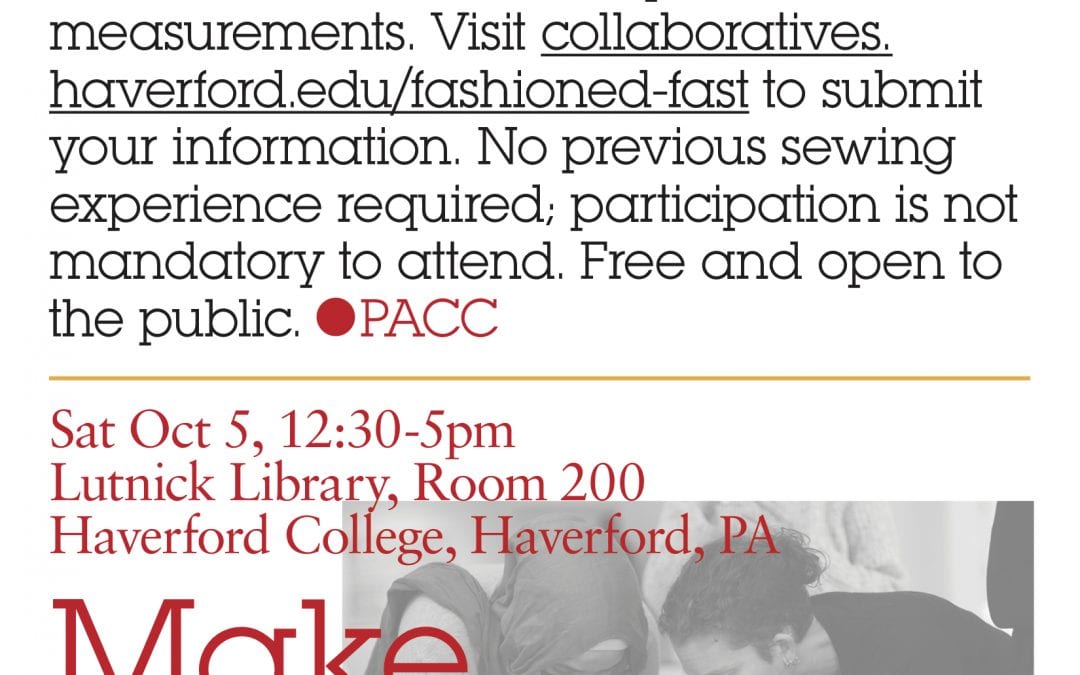 measurements. Visit collaboratives.
haverford.edu/fashioned-fast to submit
your information. No previous sewing
experience required; participation is not
mandatory to attend. Free and open to
the public. ●PACC
Sat Oct 5, 12:30-5pm
Lutnick Library, Room 200
Haverford College, Haverford, PA
Make